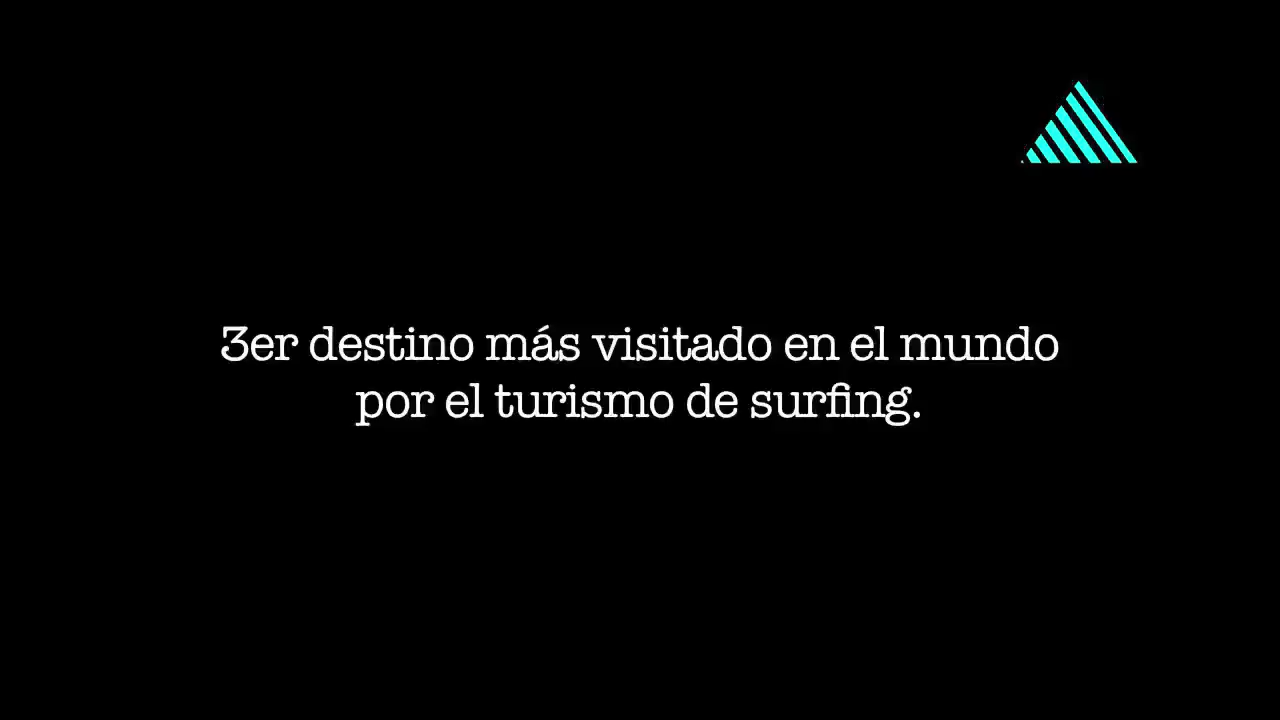 3er destino más visitado en el mundo
por el turismo de surfing.